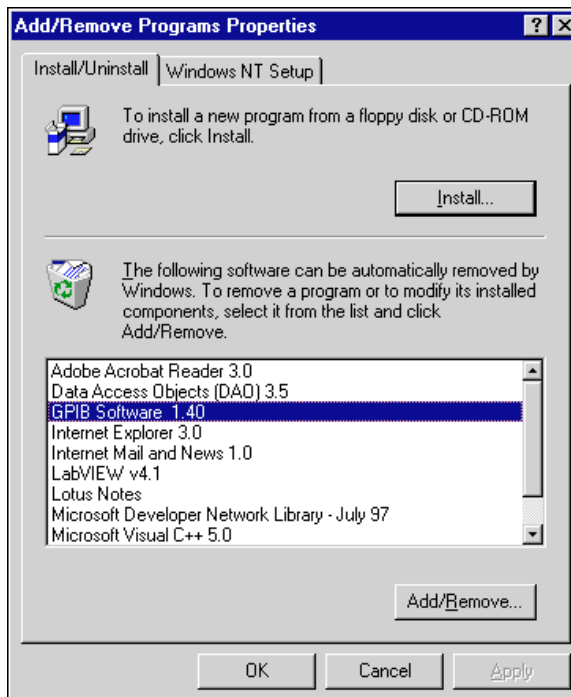 Add/Remove Programs Properties
Install/Uninstall
Windows NT Setup
To install a new program from a floppy disk or CD-ROM
drive, click Install.
Install...
The following software can be automatically removed by
Windows. To remove a program or to modify its installed
components, select it from the list and click
Add/Remove.
Adobe Acrobat Reader 3.0
Data Access Objects (DAO) 3.5
GPIB Software 1.40
Internet Explorer 3.0
Internet Mail and News 1.0
LabVIEW v4.1
Lotus Notes
Microsoft Developer Network Library - July 97
Microsoft Visual C++ 5.0
Add/Remove...
OK
Cancel
Apply